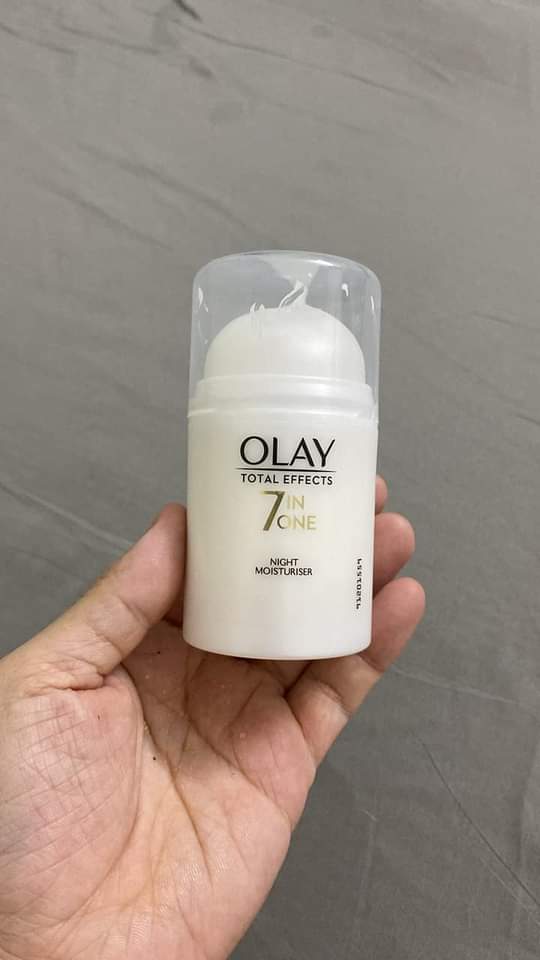 OLAY
TOTAL EFFECTS
7 IN
ONE
NIGHT
MOISTURISER